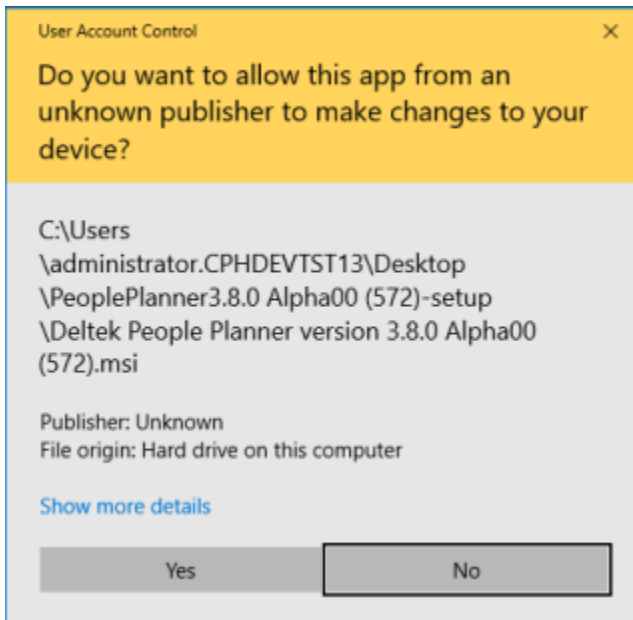 User Account Control
Do you want to allow this app from an
unknown publisher to make changes to your
device?
C:\Users
\administrator.CPHDEVTST13\Desktop
\PeoplePlanner3.8.0 Alpha00 (572)-setup
\Deltek People Planner version 3.8.0 Alpha00
(572).msi
Publisher: Unknown
File origin: Hard drive on this computer
Show more details
Yes
No